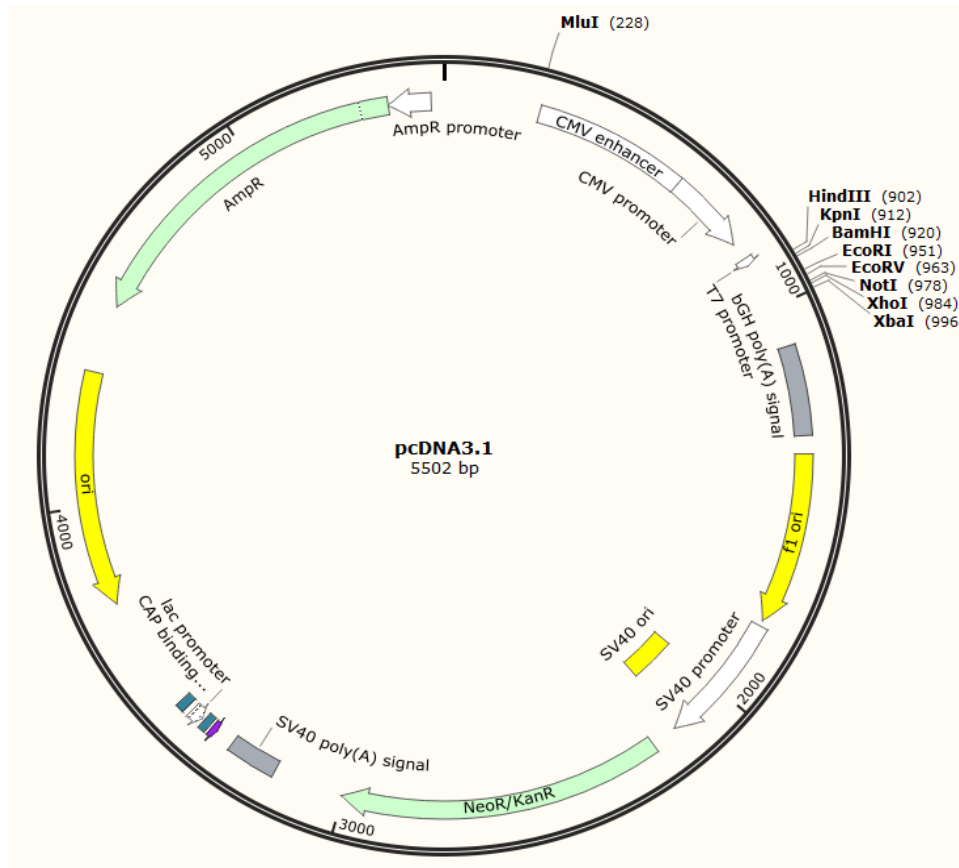 MluI (228)
AmpR promoter
5000
AmpR
CMV enhancer
CMV promoter
HindIII (902)
KpnI (912)
BamHI (920)
EcoRI (951)
EcoRV (963)
NotI (978)
XhoI (984)
XbaI (996)
1000
T7 promoter
bGH poly(A) signal
pcDNA3.1
5502 bp
ori
4000
f1 ori
SV40 ori
SV40 promoter
2000
lac promoter
CAP binding...
SV40 poly(A) signal
NeoR/KanR
3000